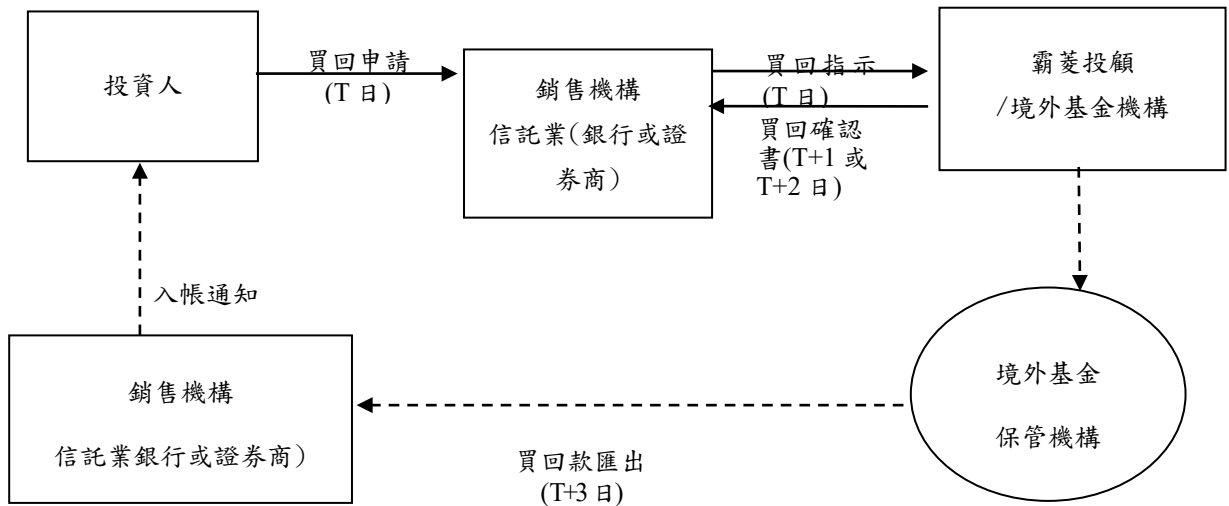 投資人
買回申請
(T 日)
銷售機構
信託業(銀行或證
券商)
買回指示
(T 日)
買回確認
書(T+1 或
T+2 日)
霸菱投顧
/境外基金機構
入帳通知
銷售機構
信託業銀行或證券商)
買回款匯出
(T+3 日)
境外基金
保管機構